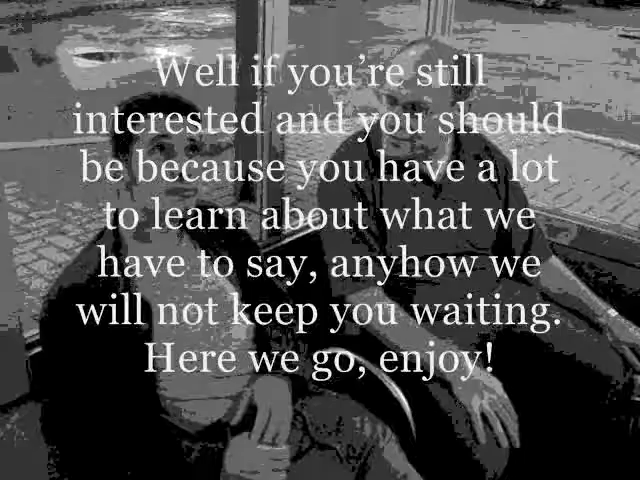 Well if you’re still
interested and you should
be because you have a lot
to learn about what we
have to say, anyhow we
will not keep you waiting.
Here we go, enjoy!